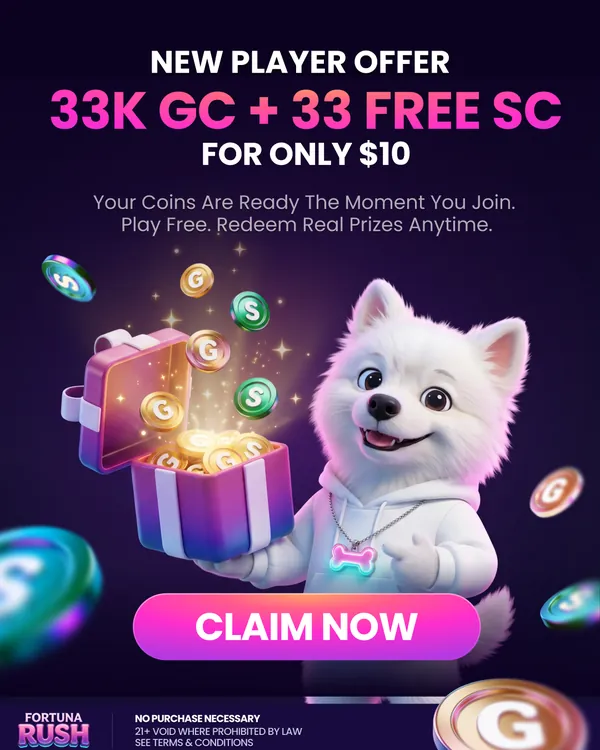 NEW PLAYER OFFER
33K GC + 33 FREE SC
FOR ONLY $10
Your Coins Are Ready The Moment You Join.
Play Free. Redeem Real Prizes Anytime.
S
G
S
G
G
S
G
G
S
S
CLAIM NOW
G
FORTUNA
RUSH
NO PURCHASE NECESSARY
21+ VOID WHERE PROHIBITED BY LAW
SEE TERMS & CONDITIONS